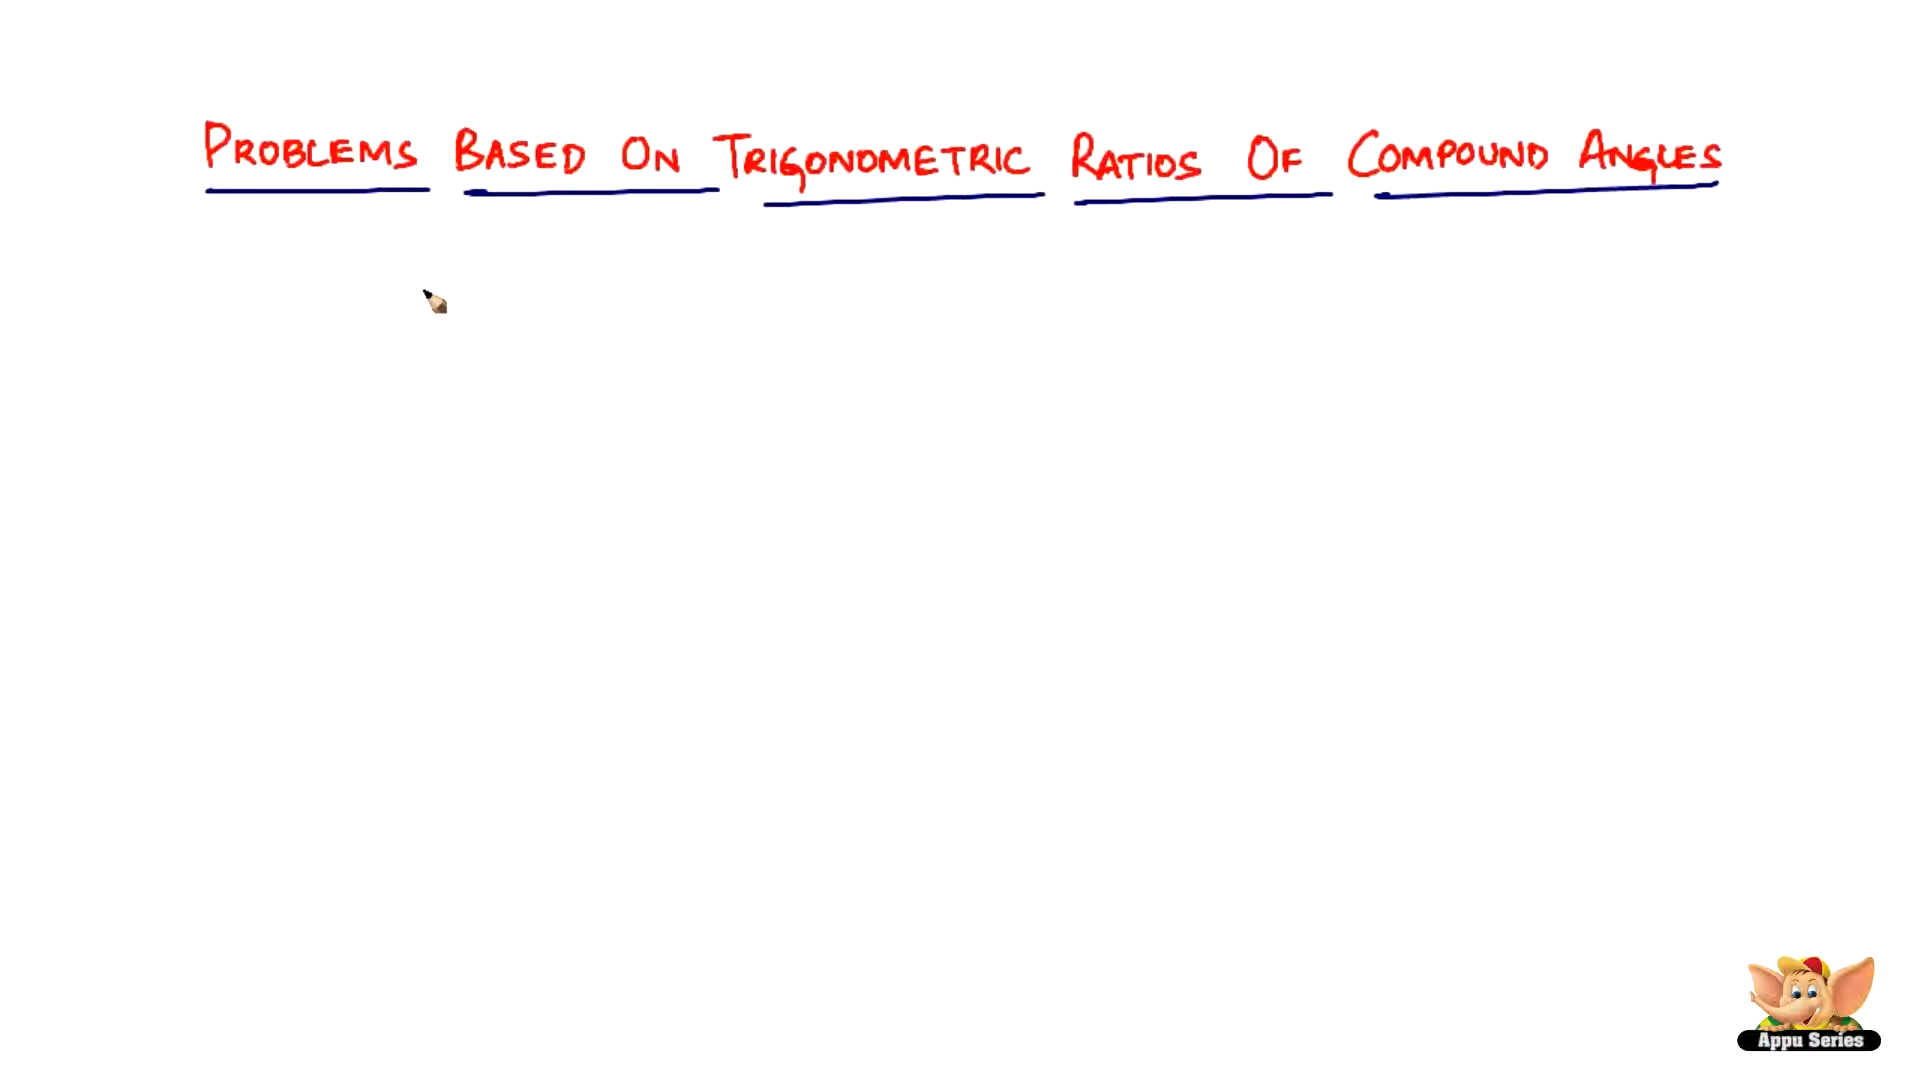 PROBLEMS BASED ON TRIGONOMETRIC RATIOS OF COMPOUND ANGLES
Appu Series